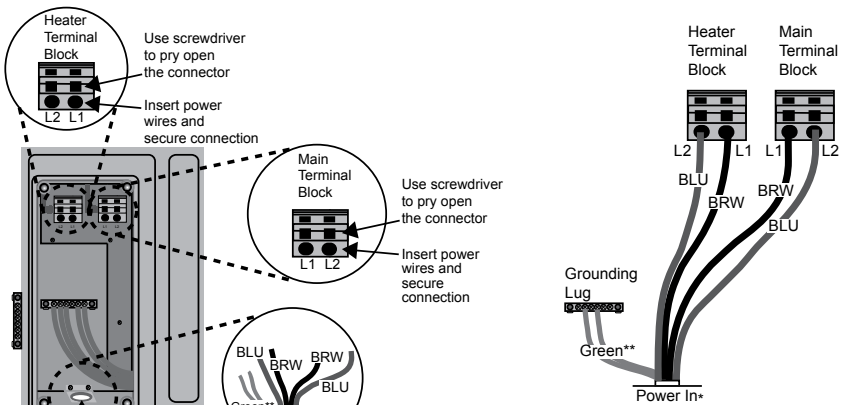 Heater
Terminal
Block
L2 L1
Use screwdriver
to pry open
the connector
Insert power
wires and
secure connection
Main
Terminal
Block
L1 L2
Use screwdriver
to pry open
the connector
Insert power
wires and
secure
connection
BLU
BRW
BRW
BLU
Green**
Heater
Terminal
Block
Main
Terminal
Block
L2 L1
L1 L2
BLU
BRW
BRW
BLU
Grounding
Lug
Green**
Power In*